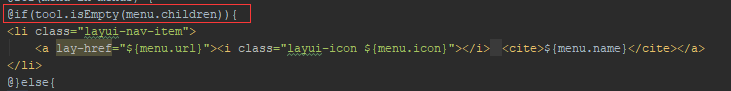 @if(tool.isEmpty(menu.children)){
<li class="layui-nav-item">
<a lay-href="${menu.url}"><i class="layui-icon ${menu.icon}"></i> <cite>${menu.name}</cite></a>
</li>
@}else{